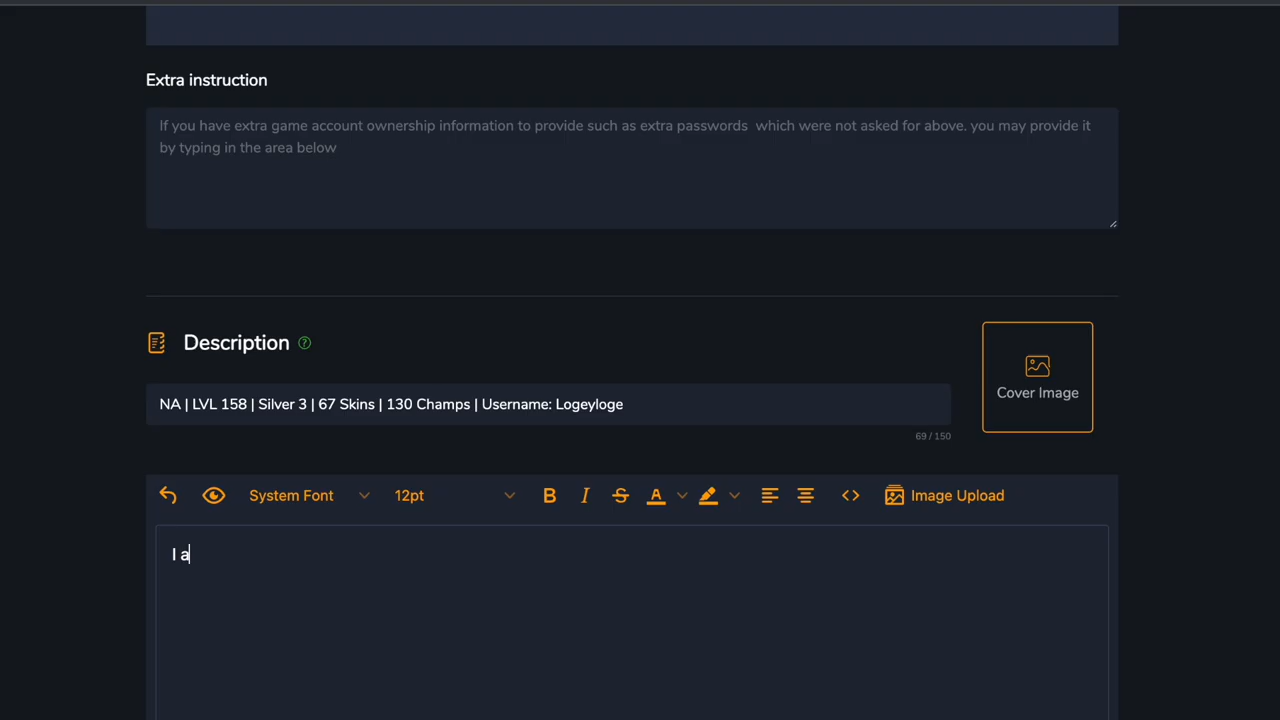 Extra instruction
If you have extra game account ownership information to provide such as extra passwords  which were not asked for above. you may provide it
by typing in the area below
Description
NA | LVL 158 | Silver 3 | 67 Skins | 130 Champs | Username: Logeyloge
Cover Image
69 / 150
System Font
12pt
B
I
S
A
Image Upload
I a